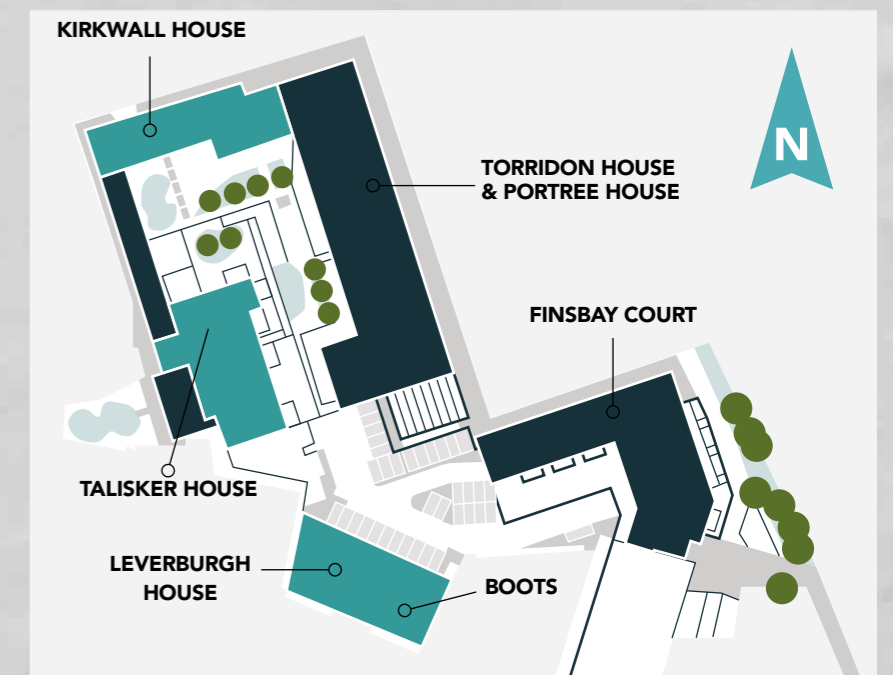 KIRKWALL HOUSE
N
TORRIDON HOUSE
& PORTREE HOUSE
FINSBAY COURT
TALISKER HOUSE
LEVERBURGH
HOUSE
BOOTS